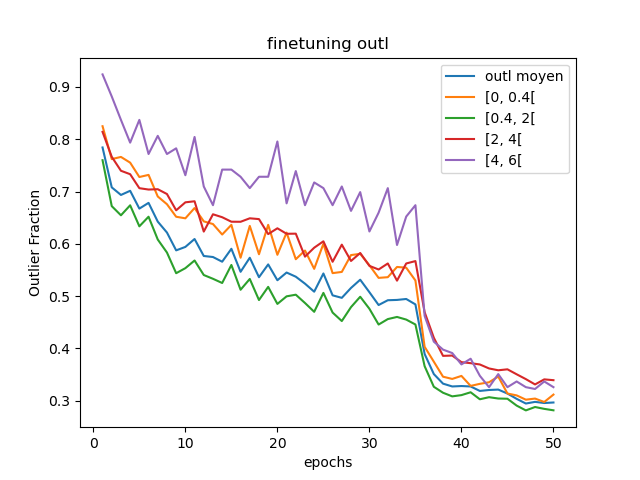 finetuning outl
outl moyen
[0, 0.4[
[0.4, 2[
[2, 4[
[4, 6[
Outlier Fraction
0.9
0.8
0.7
0.6
0.5
0.4
0.3
0 10 20 30 40 50
epochs